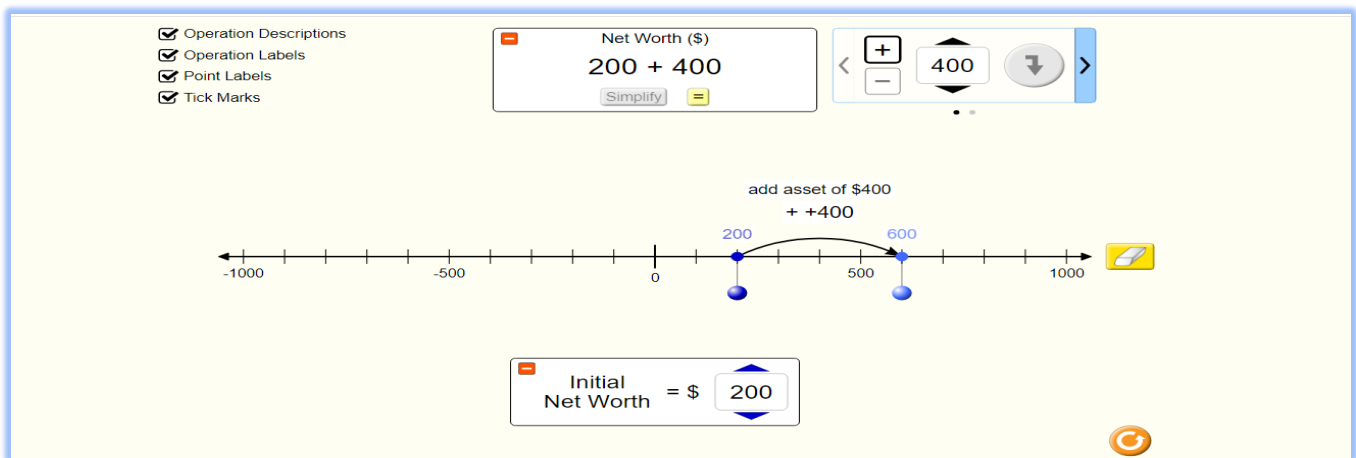 Operation Descriptions
Operation Labels
Point Labels
Tick Marks
Net Worth ($)
200 + 400
Simplify =
+
−
400
add asset of $400
+ +400
200 600
-1000 -500 0 500 1000
Initial
Net Worth = $ 200